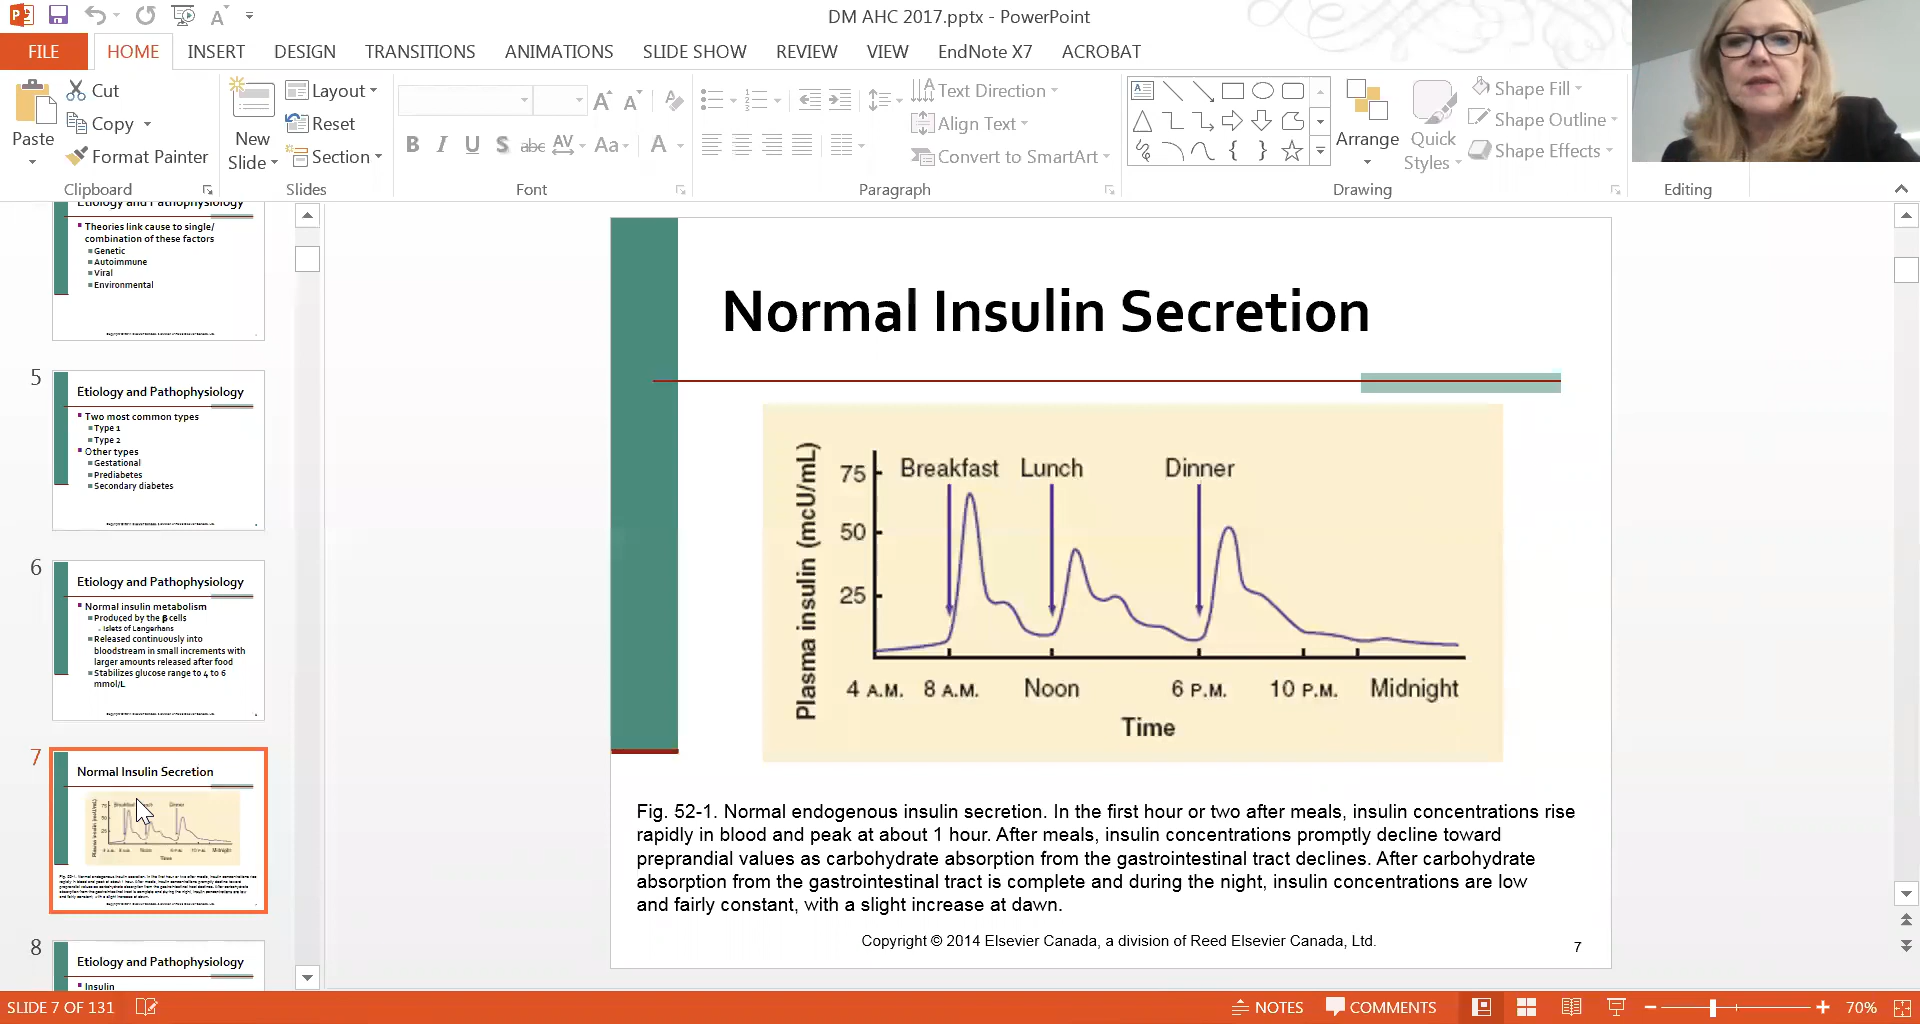 DM AHC 2017.pptx - PowerPoint
FILE
HOME
INSERT
DESIGN
TRANSITIONS
ANIMATIONS
SLIDE SHOW
REVIEW
VIEW
EndNote X7
ACROBAT
Paste
Cut
Copy
Format Painter
Clipboard
New
Slide
Layout
Reset
Section
Slides
B I U S abc AV Aa A
Font
Text Direction
Align Text
Convert to SmartArt
Paragraph
Arrange
Quick
Styles
Shape Fill
Shape Outline
Shape Effects
Drawing
Editing
Etiology and Pathophysiology
Theories link cause to single/
combination of these factors
Genetic
Autoimmune
Viral
Environmental
5
Etiology and Pathophysiology
Two most common types
Type 1
Type 2
Other types
Gestational
Prediabetes
Secondary diabetes
6
Etiology and Pathophysiology
Normal insulin metabolism
Produced by the β cells
Islets of Langerhans
Released continuously into
bloodstream in small increments with
larger amounts released after food
Stabilizes glucose range to 4 to 6
mmol/L
7
Normal Insulin Secretion
8
Etiology and Pathophysiology
Insulin
Normal Insulin Secretion
Plasma insulin (mcU/mL)
75
50
25
Breakfast Lunch Dinner
4 A.M. 8 A.M. Noon 6 P.M. 10 P.M. Midnight
Time
Fig. 52-1. Normal endogenous insulin secretion. In the first hour or two after meals, insulin concentrations rise
rapidly in blood and peak at about 1 hour. After meals, insulin concentrations promptly decline toward
preprandial values as carbohydrate absorption from the gastrointestinal tract declines. After carbohydrate
absorption from the gastrointestinal tract is complete and during the night, insulin concentrations are low
and fairly constant, with a slight increase at dawn.
Copyright © 2014 Elsevier Canada, a division of Reed Elsevier Canada, Ltd.
7
SLIDE 7 OF 131
NOTES
COMMENTS
70%